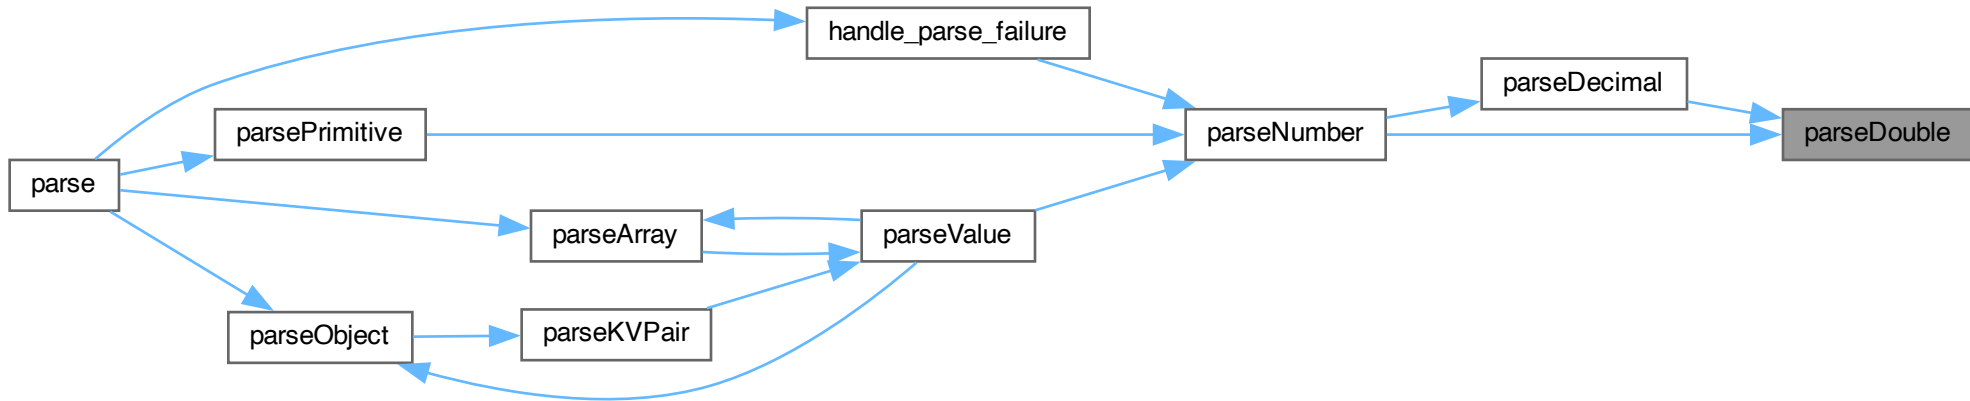 handle_parse_failure
parseDecimal
parsePrimitive
parseNumber
parseDouble
parse
parseArray
parseValue
parseObject
parseKVPair